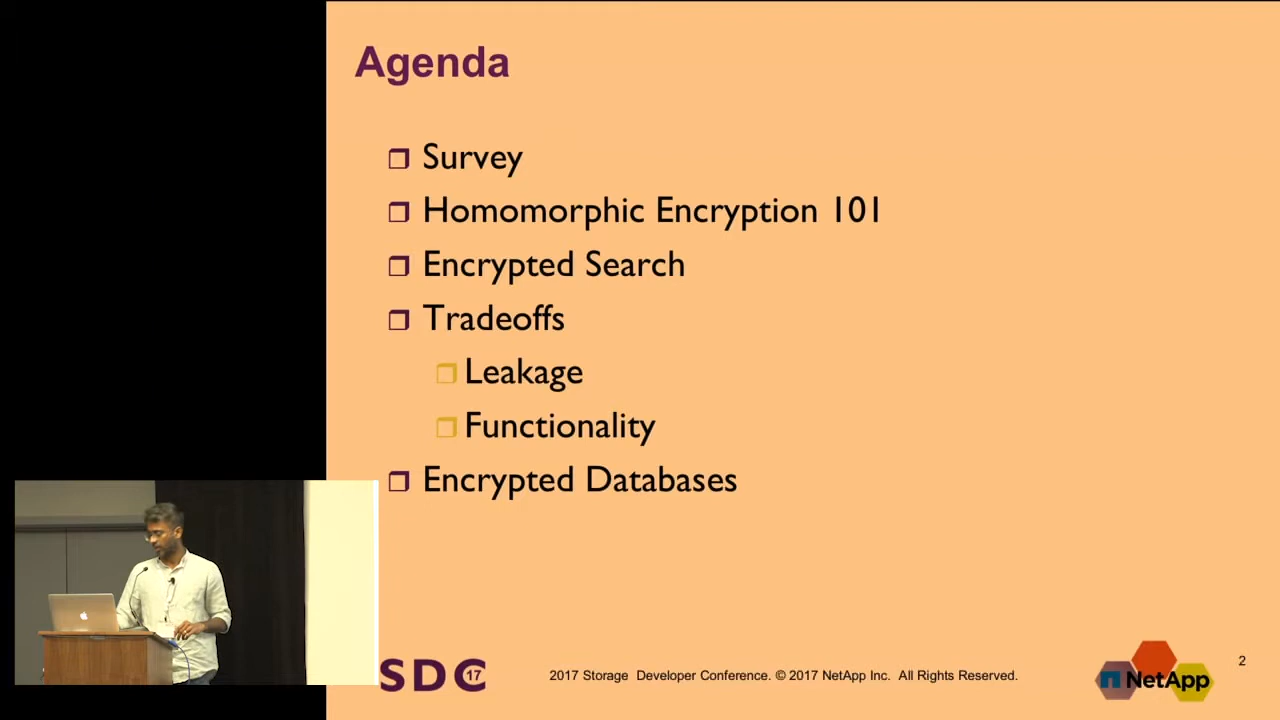 Agenda
Survey
Homomorphic Encryption 101
Encrypted Search
Tradeoffs
Leakage
Functionality
Encrypted Databases
SDC 17
2017 Storage Developer Conference. © 2017 NetApp Inc. All Rights Reserved.
NetApp
2